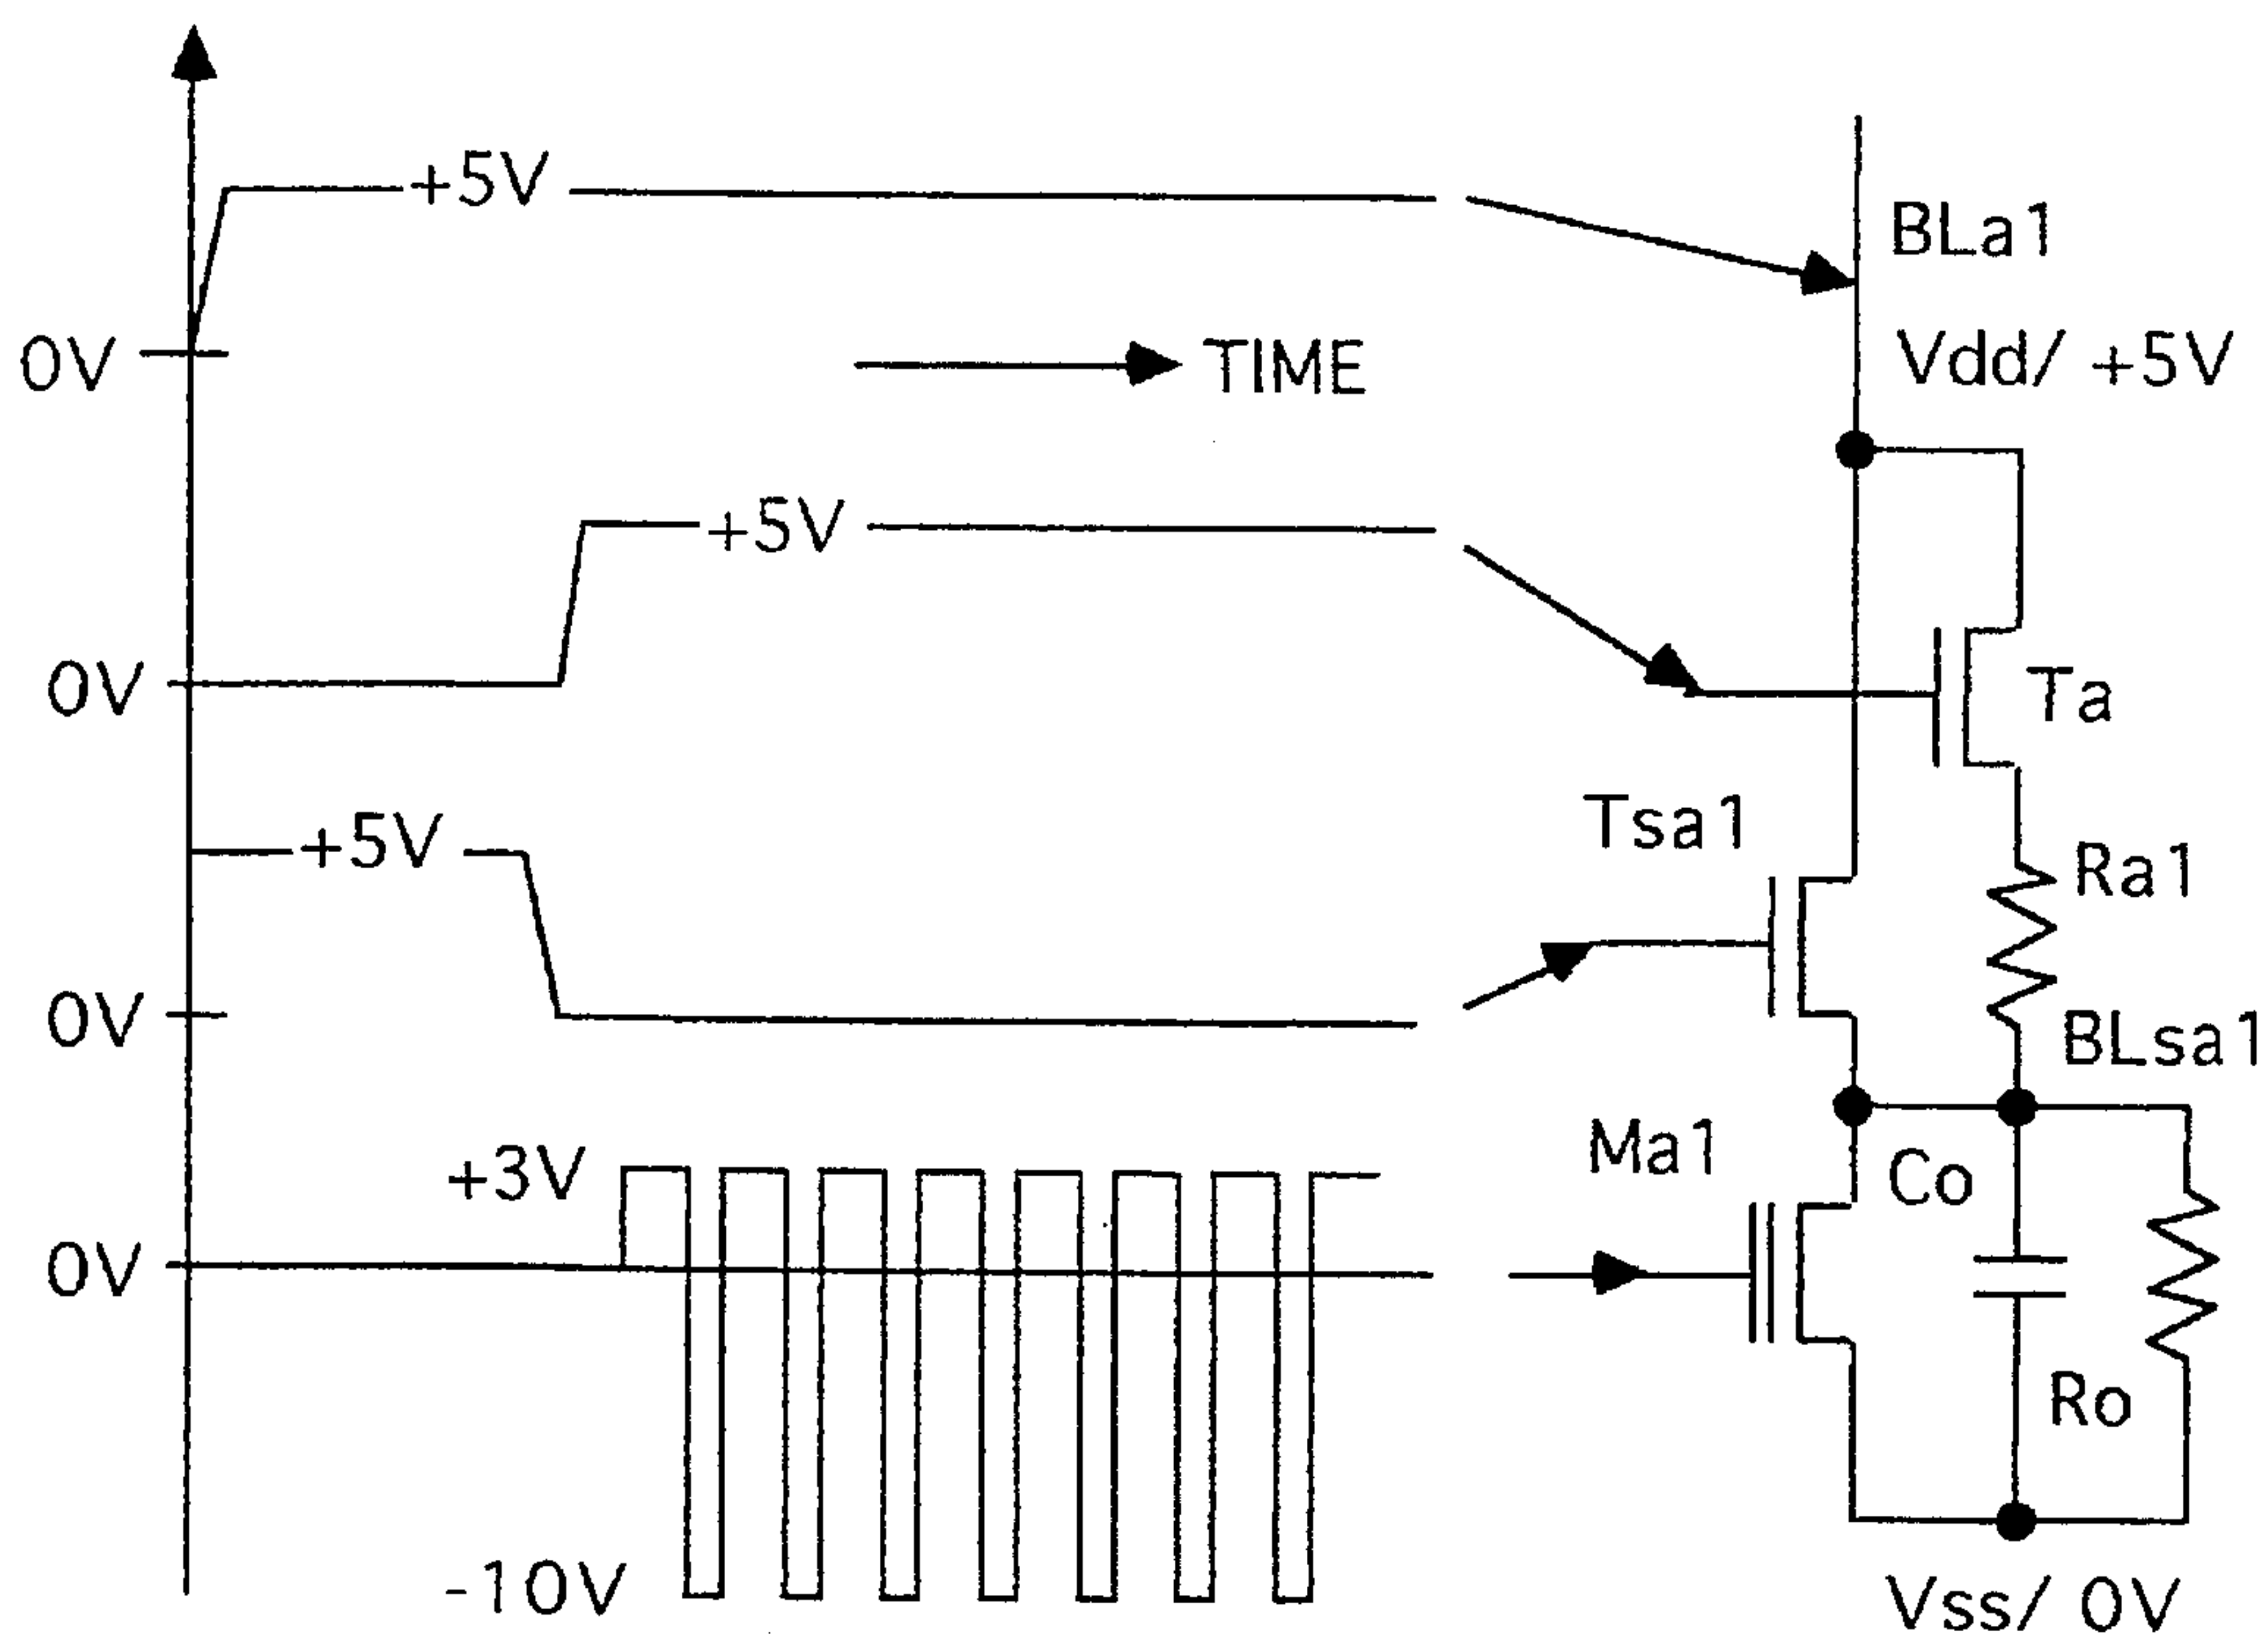 +5V
BLa1
0V
TIME
Vdd/ +5V
+5V
0V
Ta
Tsa1
+5V
Ra1
0V
BLsa1
+3V
Ma1
Co
0V
Ro
-10V
Vss/ 0V